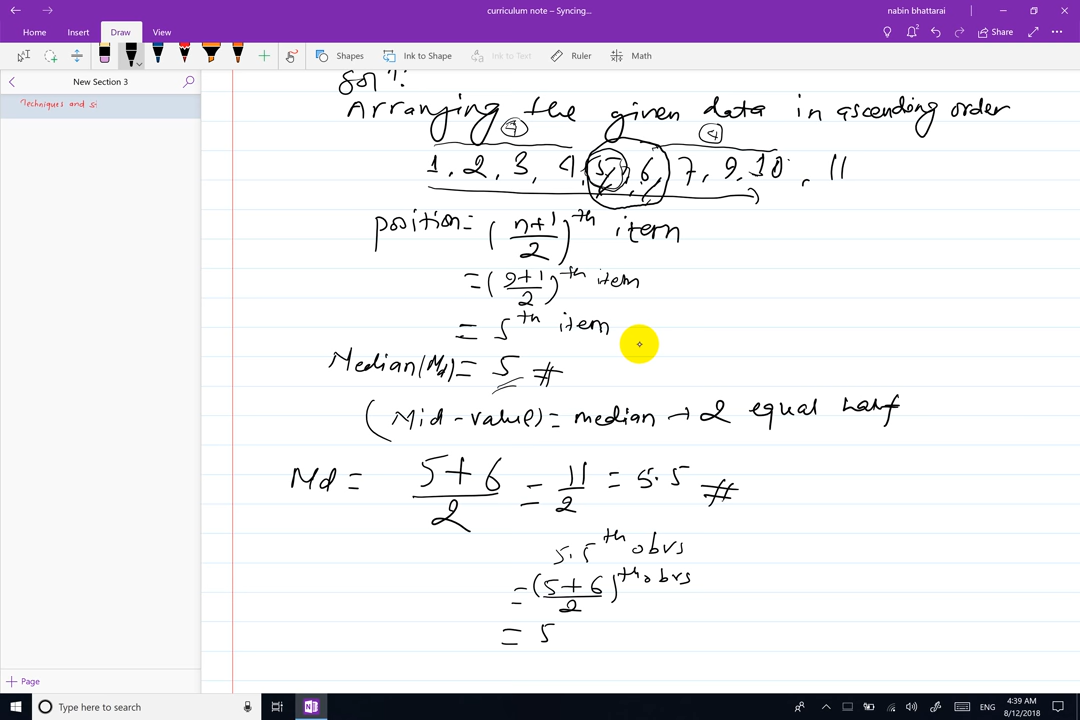 curriculum note – Syncing...
nabin bhattarai
Home Insert Draw View
Share
Shapes Ink to Shape Ink to Text Ruler Math
New Section 3
Techniques and
Solⁿ:
Arranging the given data in ascending order
④ ④
1, 2, 3, 4, 5, 6, 7, 9, 10, 11
position = (n+1/2)th item
= (9+1/2)th item
= 5th item
Median (Md) = 5 #
(Mid-value) = median → 2 equal half
Md = 5+6/2 = 11/2 = 5.5 #
5.5th obvs
= (5+6/2)th obvs
= 5
+ Page
Type here to search
ENG
4:39 AM
8/12/2018